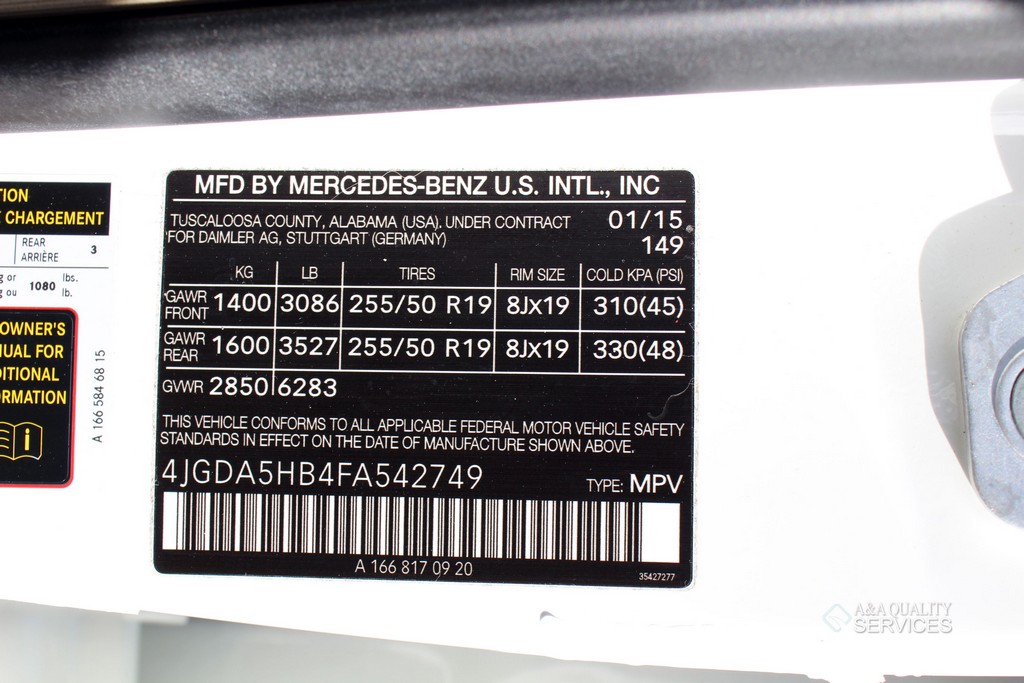 MFD BY MERCEDES-BENZ U.S. INTL., INC
TUSCALOOSA COUNTY, ALABAMA (USA). UNDER CONTRACT
FOR DAIMLER AG, STUTTGART (GERMANY)
01/15
149
KG LB TIRES RIM SIZE COLD KPA (PSI)
GAWR FRONT 1400 3086 255/50 R19 8Jx19 310(45)
GAWR REAR 1600 3527 255/50 R19 8Jx19 330(48)
GVWR 2850 6283
THIS VEHICLE CONFORMS TO ALL APPLICABLE FEDERAL MOTOR VEHICLE SAFETY
STANDARDS IN EFFECT ON THE DATE OF MANUFACTURE SHOWN ABOVE.
4JGDA5HB4FA542749 TYPE: MPV
A 166 817 09 20
35427277
TION
E CHARGEMENT
REAR
ARRIÈRE
3
g or 1080 lbs.
g ou lb.
OWNER'S
UAL FOR
DITIONAL
RMATION
i
A 166 584 68 15
A&A QUALITY
SERVICES